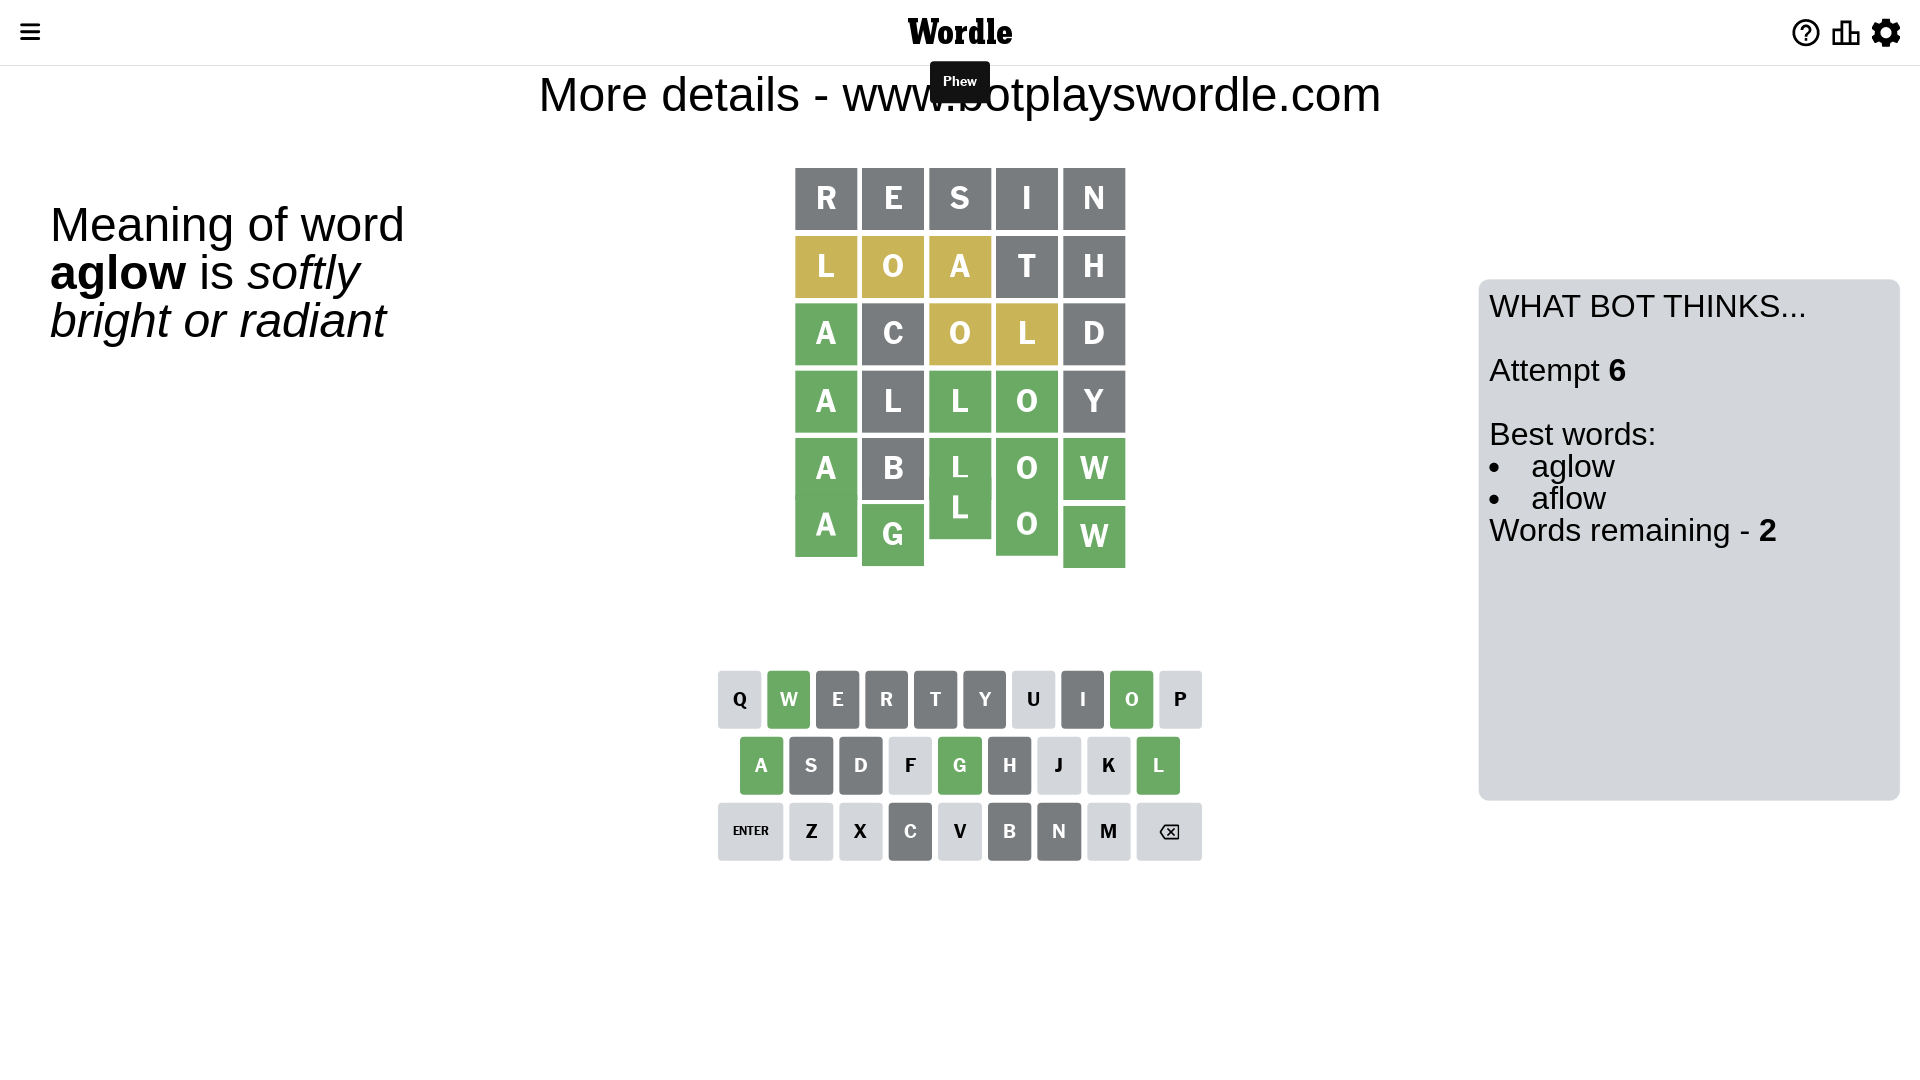 Wordle
Phew
More details - www.botplayswordle.com
Meaning of word
aglow is softly
bright or radiant
R E S I N
L O A T H
A C O L D
A L L O Y
A B L O W
A G L O W
WHAT BOT THINKS...
Attempt 6
Best words:
• aglow
• aflow
Words remaining - 2
Q W E R T Y U I O P
A S D F G H J K L
ENTER Z X C V B N M